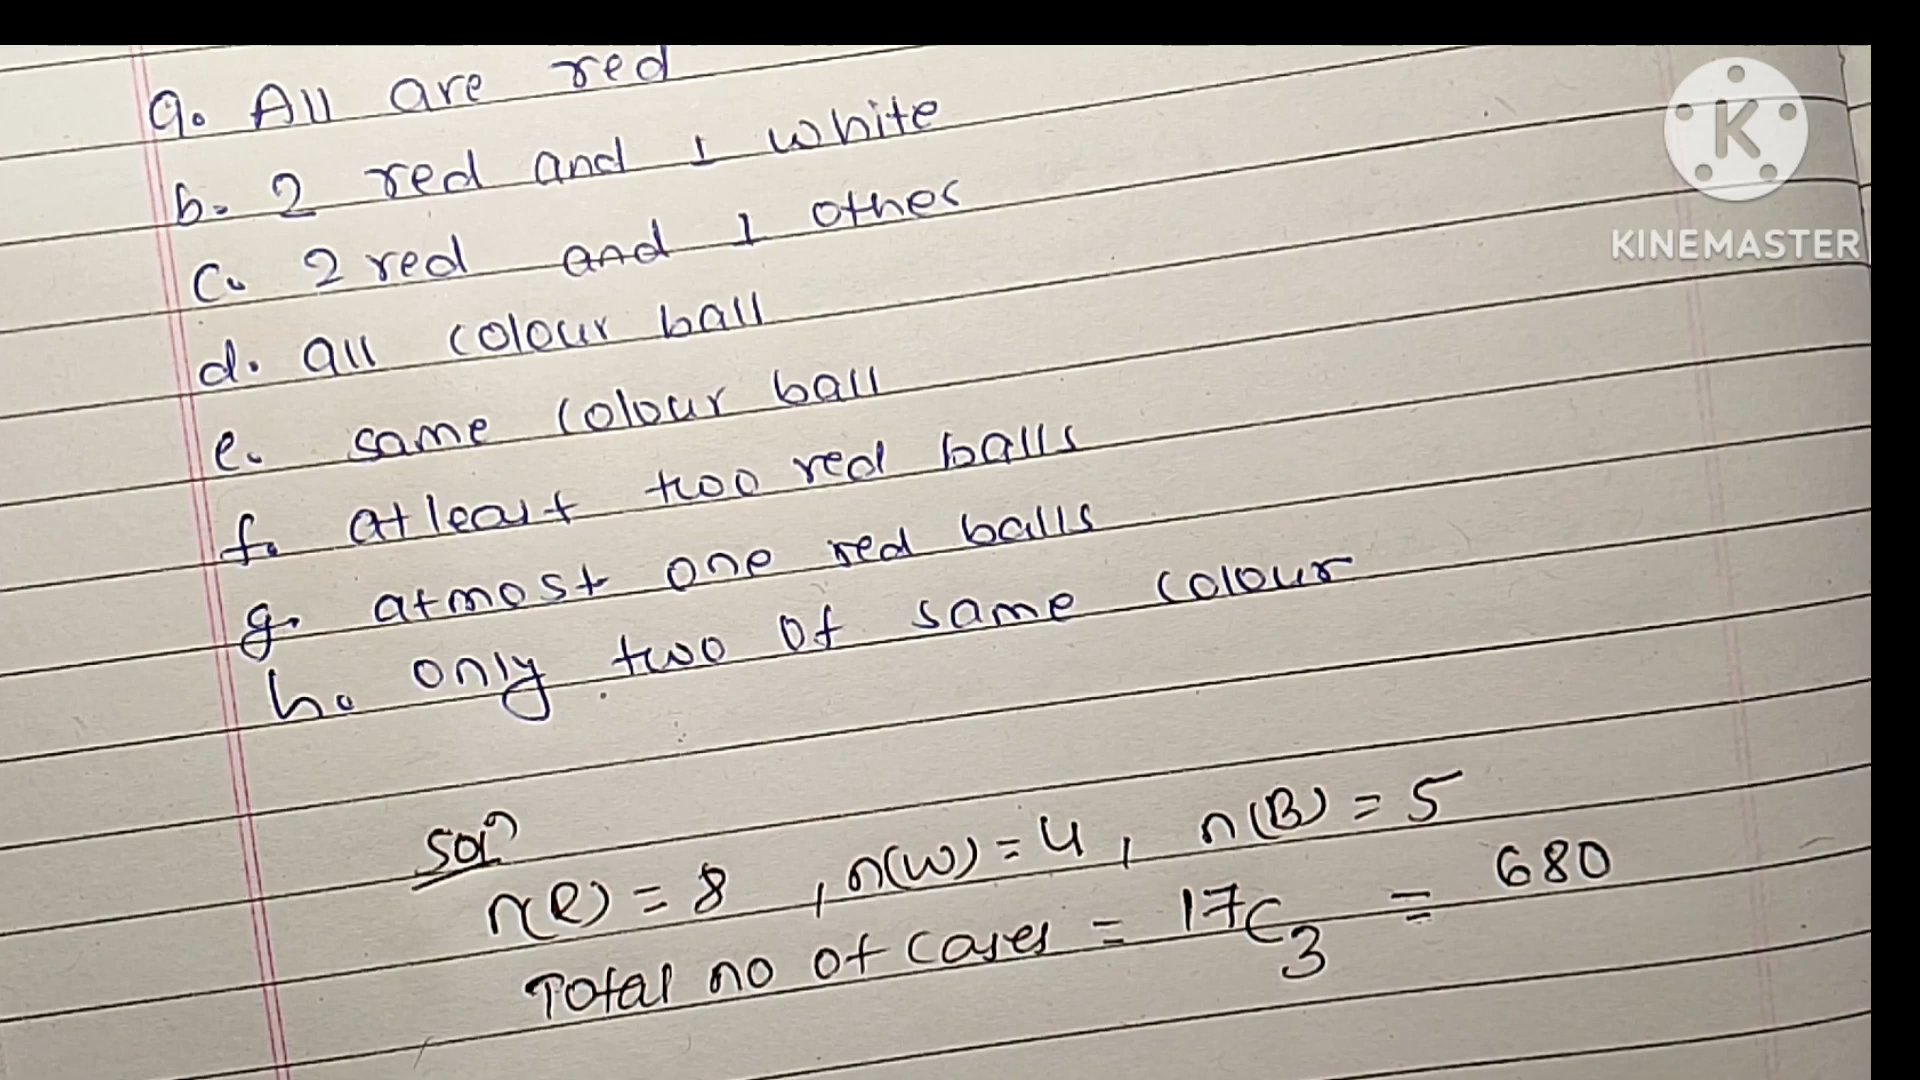 a. All are red
b. 2 red and 1 white
c. 2 red and 1 other
d. all colour ball
e. same colour ball
f. atleast two red balls
g. atmost one red balls
h. only two of same colour
Soln
n(R) = 8 , n(W) = 4 , n(B) = 5
Total no of cases = 17C3 = 680
K
KINEMASTER